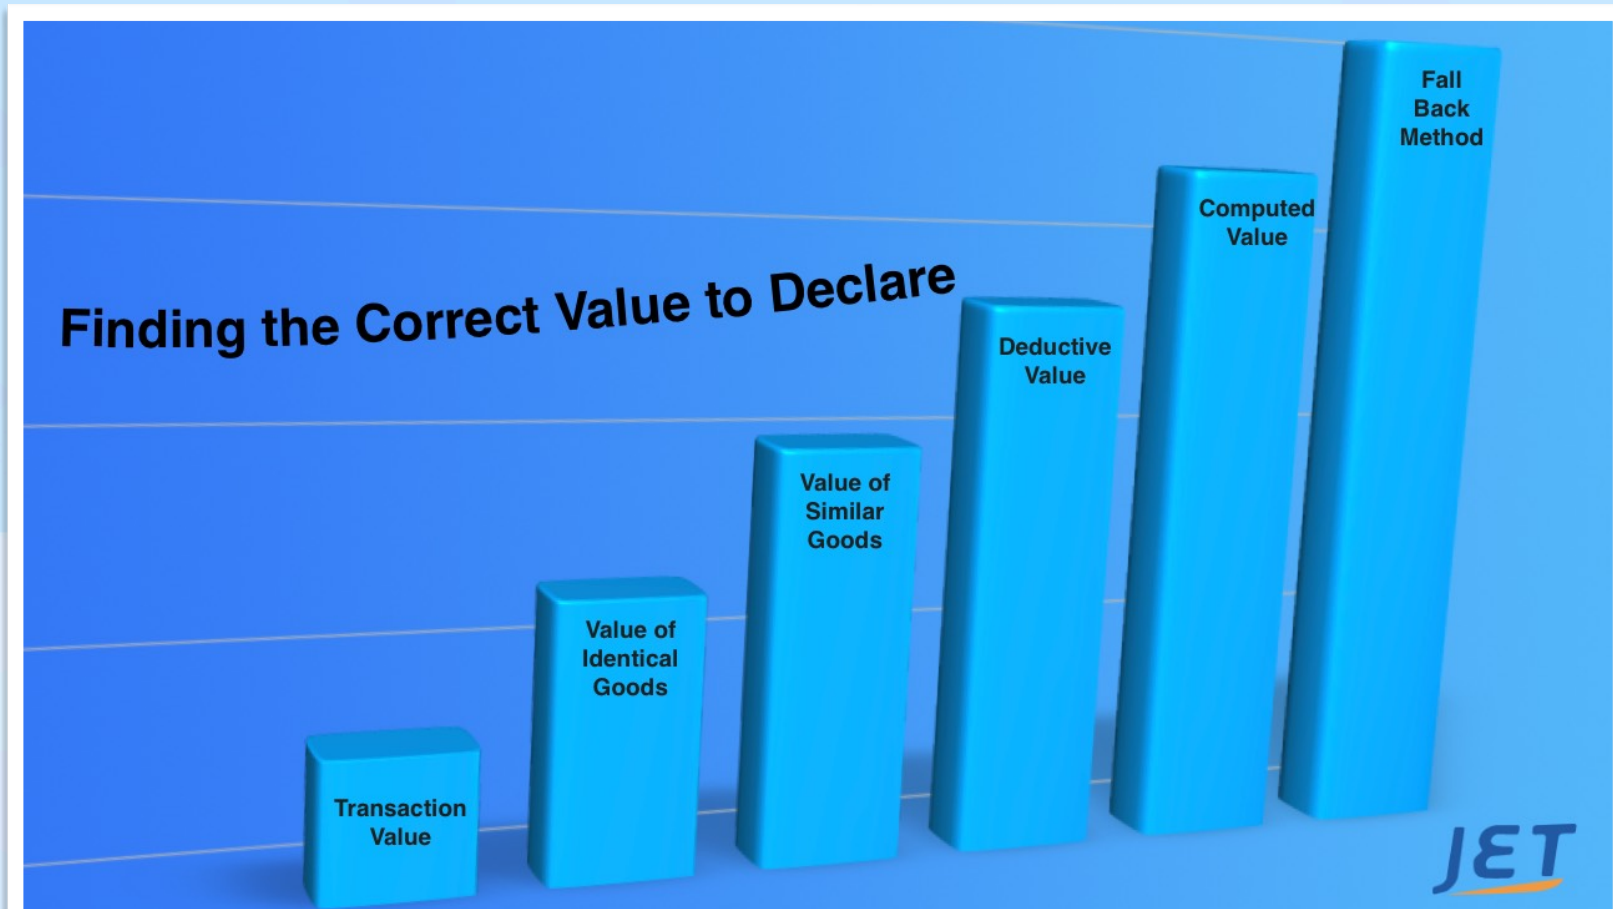 Finding the Correct Value to Declare
Transaction
Value
Value of
Identical
Goods
Value of
Similar
Goods
Deductive
Value
Computed
Value
Fall
Back
Method
JET